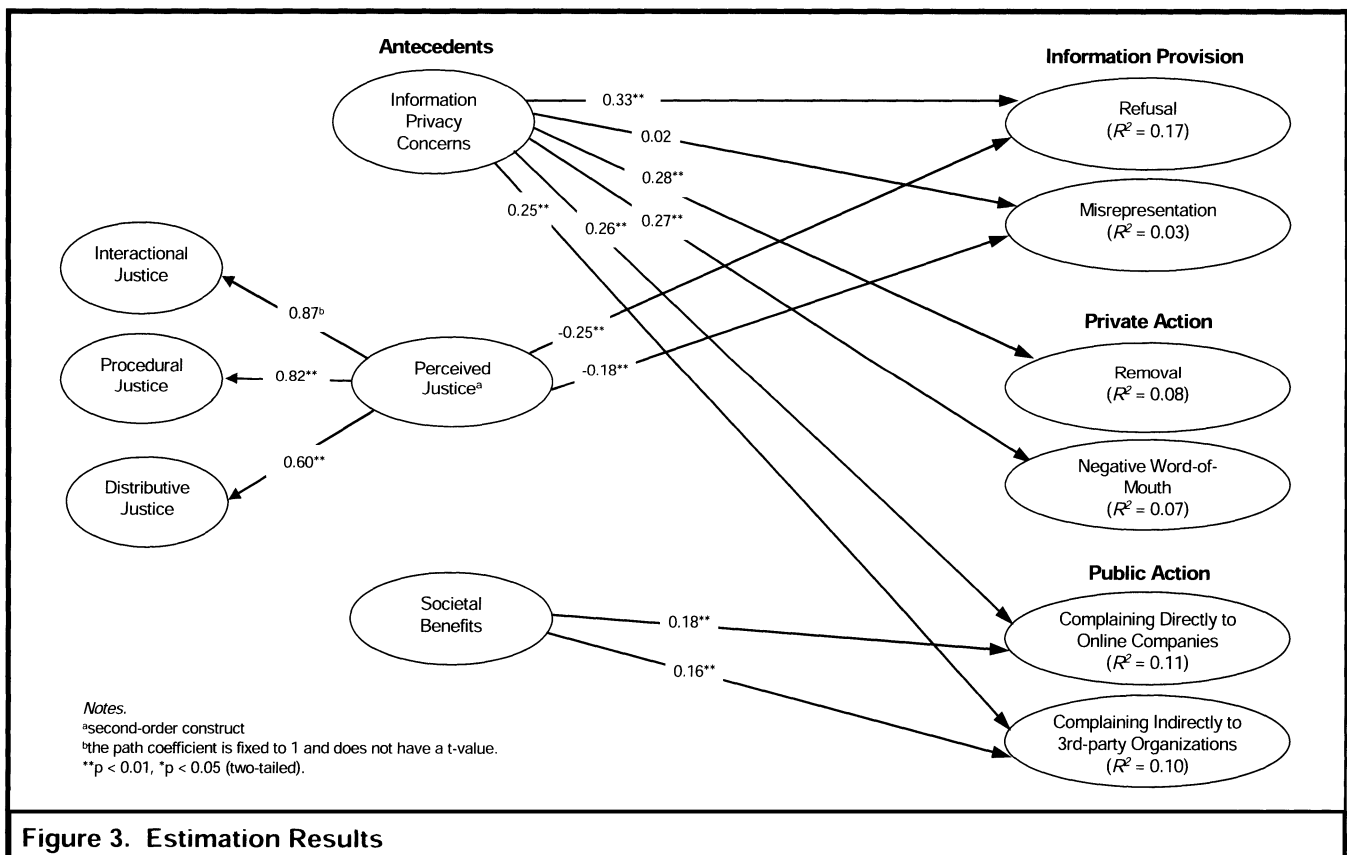 Antecedents
Information Provision
Information
Privacy
Concerns
0.33**
Refusal
(R² = 0.17)
0.02
0.28**
0.25**
0.26**
0.27**
Misrepresentation
(R² = 0.03)
Interactional
Justice
0.87ᵇ
Procedural
Justice
0.82**
Perceived
Justiceᵃ
-0.25**
-0.18**
Private Action
Removal
(R² = 0.08)
0.60**
Distributive
Justice
Negative Word-of-
Mouth
(R² = 0.07)
Public Action
Societal
Benefits
0.18**
0.16**
Complaining Directly to
Online Companies
(R² = 0.11)
Complaining Indirectly to
3rd-party Organizations
(R² = 0.10)
Notes.
ᵃsecond-order construct
ᵇthe path coefficient is fixed to 1 and does not have a t-value.
**p < 0.01, *p < 0.05 (two-tailed).
Figure 3. Estimation Results